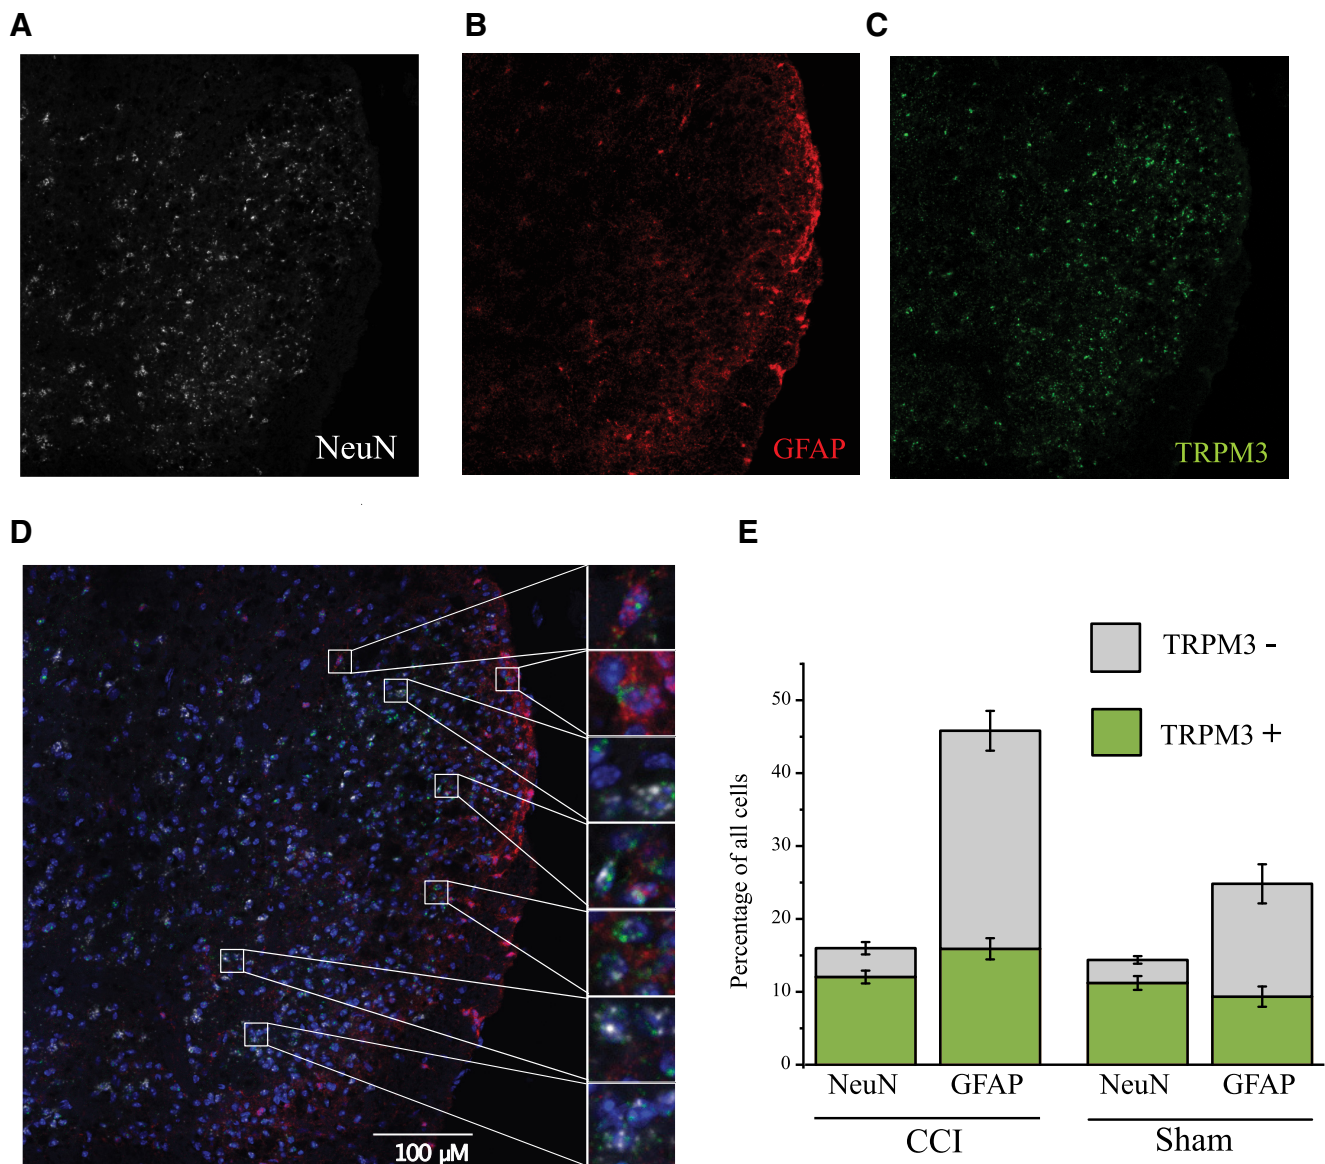 A
B
C
NeuN
GFAP
TRPM3
D
E
100 μM
TRPM3 -
TRPM3 +
Percentage of all cells
50
40
30
20
10
0
NeuN GFAP NeuN GFAP
CCI Sham